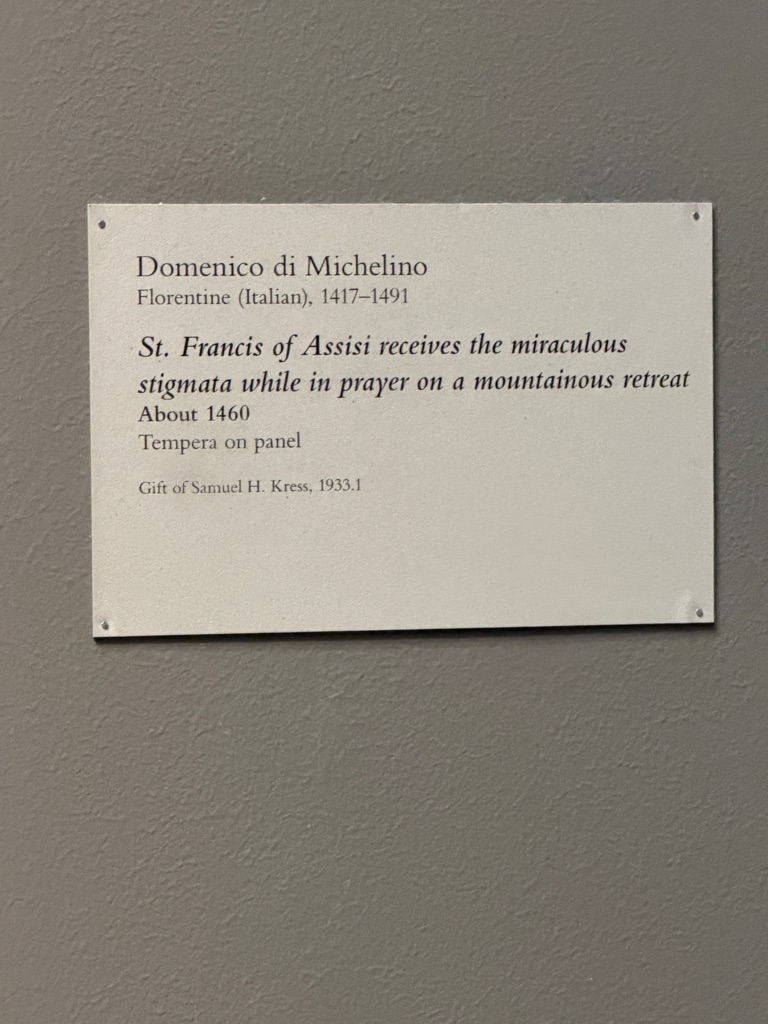 Domenico di Michelino
Florentine (Italian), 1417–1491
St. Francis of Assisi receives the miraculous
stigmata while in prayer on a mountainous retreat
About 1460
Tempera on panel
Gift of Samuel H. Kress, 1933.1